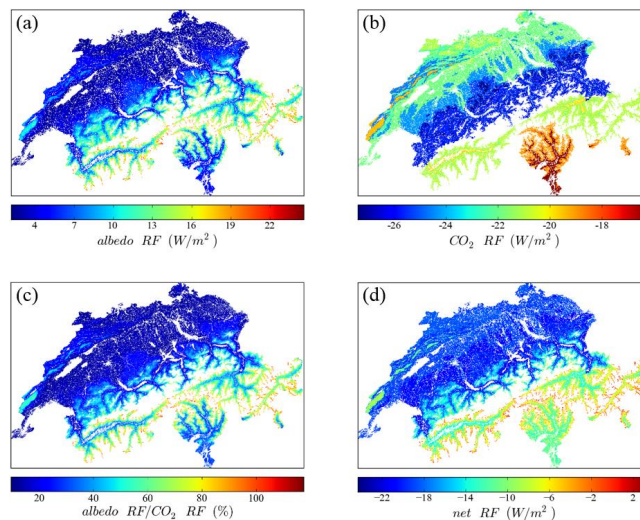 (a)
(b)
4 7 10 13 16 19 22
albedo RF (W/m²)
-26 -24 -22 -20 -18
CO₂ RF (W/m²)
(c)
(d)
20 40 60 80 100
albedo RF/CO₂ RF (%)
-22 -18 -14 -10 -6 -2 2
net RF (W/m²)